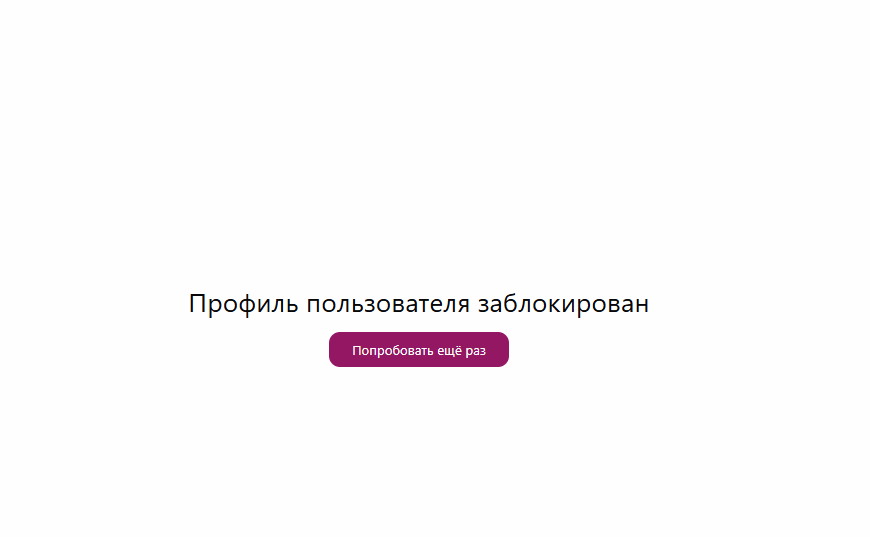 Профиль пользователя заблокирован
Попробовать ещё раз